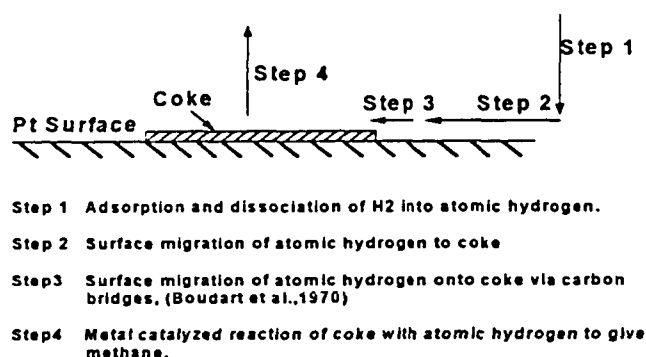 Step 1
Step 4
Coke
Step 3
Step 2
Pt Surface
Step 1 Adsorption and dissociation of H2 into atomic hydrogen.
Step 2 Surface migration of atomic hydrogen to coke
Step3 Surface migration of atomic hydrogen onto coke via carbon
bridges, (Boudart et al.,1970)
Step4 Metal catalyzed reaction of coke with atomic hydrogen to give
methane.